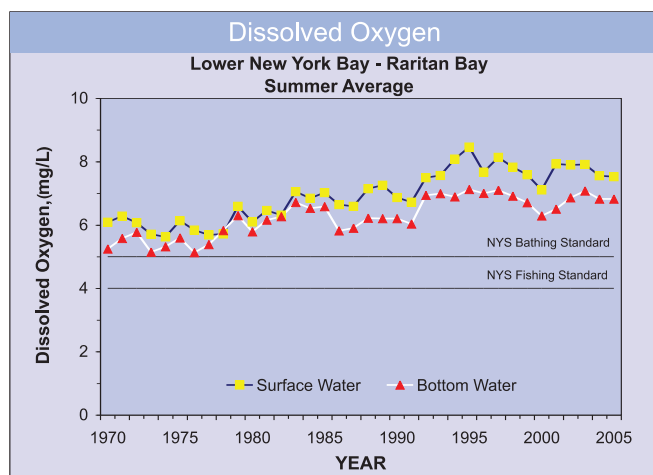 Dissolved Oxygen
Lower New York Bay - Raritan Bay
Summer Average
10
8
6
4
2
0
Dissolved Oxygen,(mg/L)
NYS Bathing Standard
NYS Fishing Standard
Surface Water
Bottom Water
1970
1975
1980
1985
1990
1995
2000
2005
YEAR